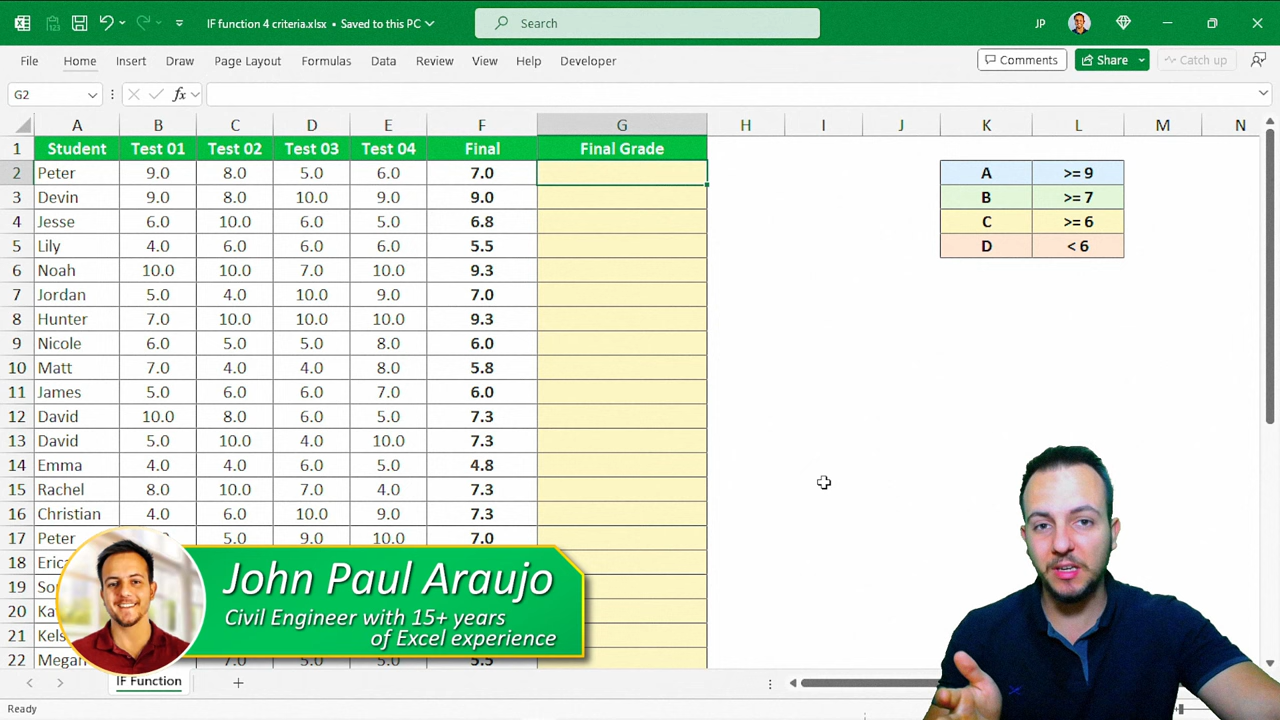 IF function 4 criteria.xlsx • Saved to this PC
Search
JP
File Home Insert Draw Page Layout Formulas Data Review View Help Developer
Comments Share Catch up
G2 fx
A B C D E F G H I J K L M N
1 Student Test 01 Test 02 Test 03 Test 04 Final Final Grade
2 Peter 9.0 8.0 5.0 6.0 7.0 A >= 9
3 Devin 9.0 8.0 10.0 9.0 9.0 B >= 7
4 Jesse 6.0 10.0 6.0 5.0 6.8 C >= 6
5 Lily 4.0 6.0 6.0 6.0 5.5 D < 6
6 Noah 10.0 10.0 7.0 10.0 9.3
7 Jordan 5.0 4.0 10.0 9.0 7.0
8 Hunter 7.0 10.0 10.0 10.0 9.3
9 Nicole 6.0 5.0 5.0 8.0 6.0
10 Matt 7.0 4.0 4.0 8.0 5.8
11 James 5.0 6.0 6.0 7.0 6.0
12 David 10.0 8.0 6.0 5.0 7.3
13 David 5.0 10.0 4.0 10.0 7.3
14 Emma 4.0 4.0 6.0 5.0 4.8
15 Rachel 8.0 10.0 7.0 4.0 7.3
16 Christian 4.0 6.0 10.0 9.0 7.3
17 Peter 5.0 9.0 10.0 7.0
18
19
20
21
22 Megan 7.0 5.0 5.0 5.5
John Paul Araujo
Civil Engineer with 15+ years
of Excel experience
IF Function
Ready